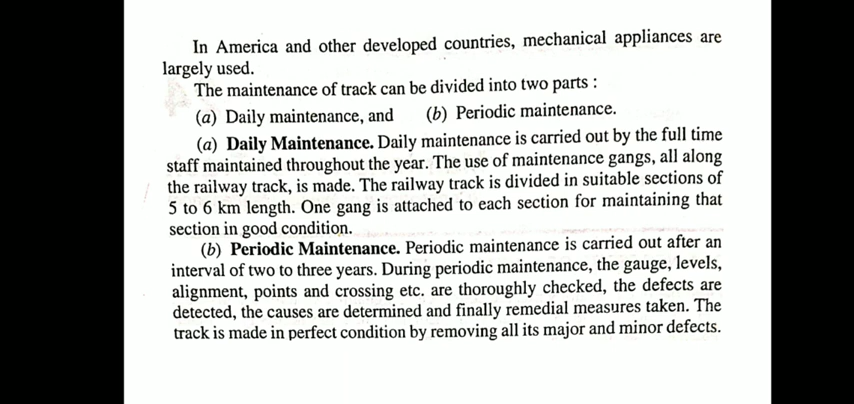 In America and other developed countries, mechanical appliances are
largely used.
The maintenance of track can be divided into two parts :
(a) Daily maintenance, and (b) Periodic maintenance.
(a) Daily Maintenance. Daily maintenance is carried out by the full time
staff maintained throughout the year. The use of maintenance gangs, all along
the railway track, is made. The railway track is divided in suitable sections of
5 to 6 km length. One gang is attached to each section for maintaining that
section in good condition.
(b) Periodic Maintenance. Periodic maintenance is carried out after an
interval of two to three years. During periodic maintenance, the gauge, levels,
alignment, points and crossing etc. are thoroughly checked, the defects are
detected, the causes are determined and finally remedial measures taken. The
track is made in perfect condition by removing all its major and minor defects.